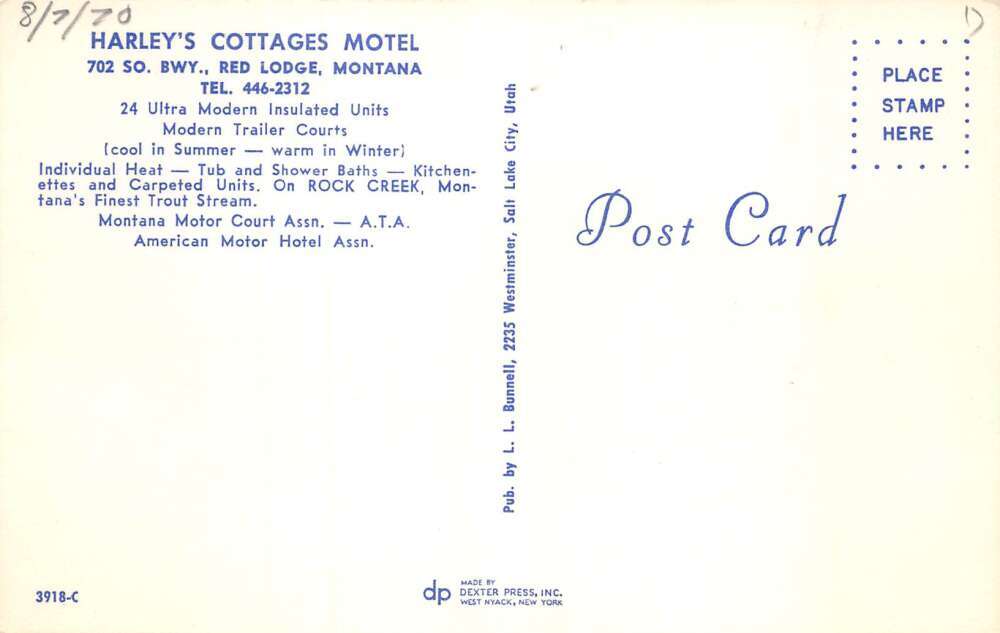 8/7/70
HARLEY'S COTTAGES MOTEL
702 SO. BWY., RED LODGE, MONTANA
TEL. 446-2312
24 Ultra Modern Insulated Units
Modern Trailer Courts
(cool in Summer — warm in Winter)
Individual Heat — Tub and Shower Baths — Kitchen-
ettes and Carpeted Units. On ROCK CREEK, Mon-
tana's Finest Trout Stream.
Montana Motor Court Assn. — A.T.A.
American Motor Hotel Assn.
Pub. by L. L. Bunnell, 2235 Westminster, Salt Lake City, Utah
PLACE
STAMP
HERE
Post Card
3918-C
dp
MADE BY
DEXTER PRESS, INC.
WEST NYACK, NEW YORK